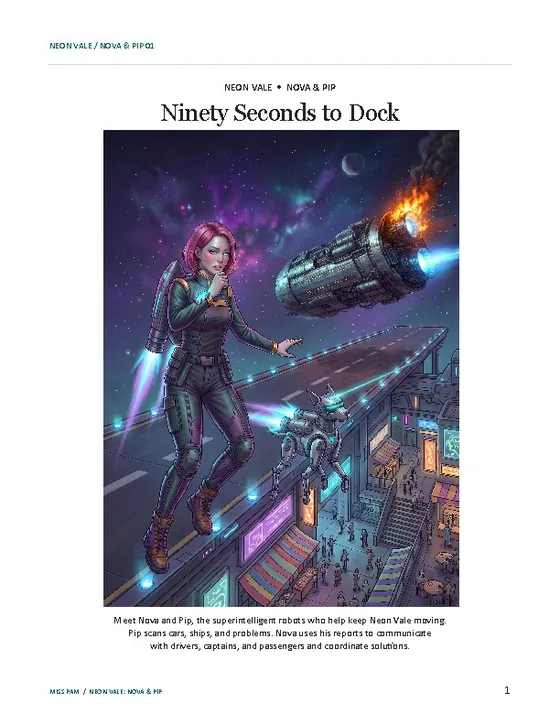 NEON VALE / NOVA & PIP 01
NEON VALE • NOVA & PIP
Ninety Seconds to Dock
Meet Nova and Pip, the superintelligent robots who help keep Neon Vale moving.
Pip scans cars, ships, and problems. Nova uses his reports to communicate
with drivers, captains, and passengers and coordinate solutions.
MISS PAM / NEON VALE: NOVA & PIP
1